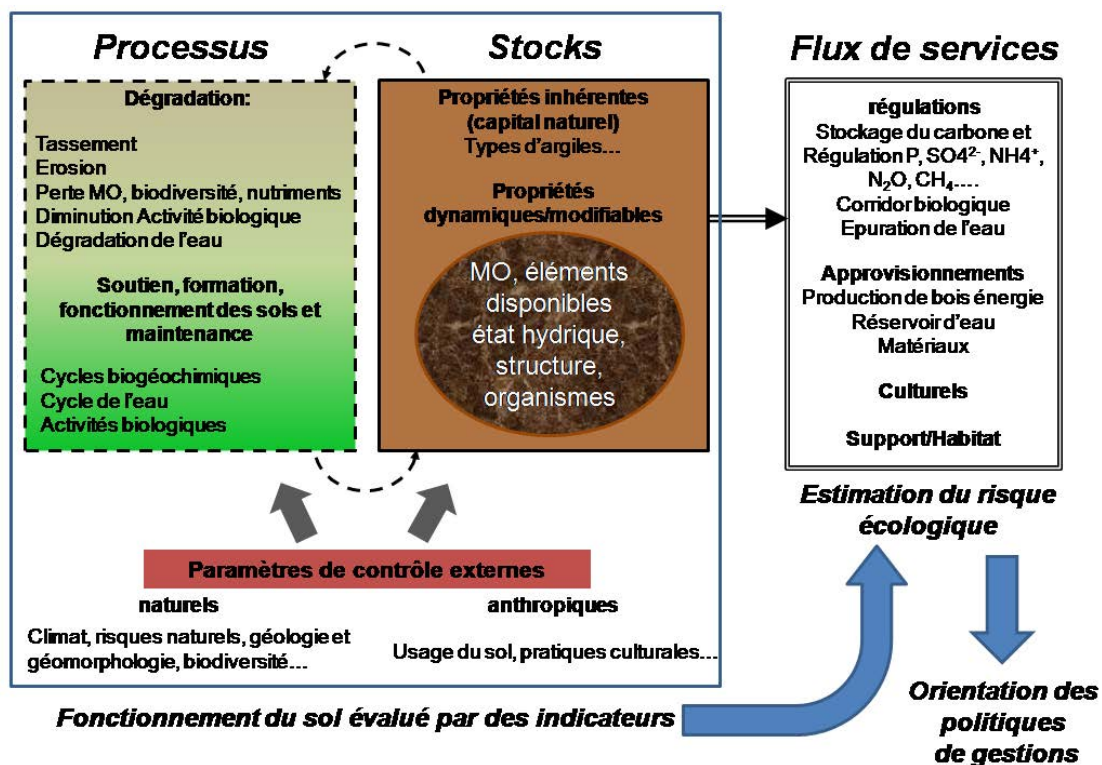 Processus
Dégradation:
Tassement
Erosion
Perte MO, biodiversité, nutriments
Diminution Activité biologique
Dégradation de l'eau
Soutien, formation,
fonctionnement des sols et
maintenance
Cycles biogéochimiques
Cycle de l'eau
Activités biologiques
Stocks
Propriétés inhérentes
(capital naturel)
Types d'argiles...
Propriétés
dynamiques/modifiables
MO, éléments
disponibles
état hydrique,
structure,
organismes
Flux de services
régulations
Stockage du carbone et
Régulation P, SO4²⁻, NH4⁺,
N₂O, CH₄....
Corridor biologique
Epuration de l'eau
Approvisionnements
Production de bois énergie
Réservoir d'eau
Matériaux
Culturels
Support/Habitat
Paramètres de contrôle externes
naturels
Climat, risques naturels, géologie et
géomorphologie, biodiversité...
anthropiques
Usage du sol, pratiques culturales...
Fonctionnement du sol évalué par des indicateurs
Estimation du risque
écologique
Orientation des
politiques
de gestions